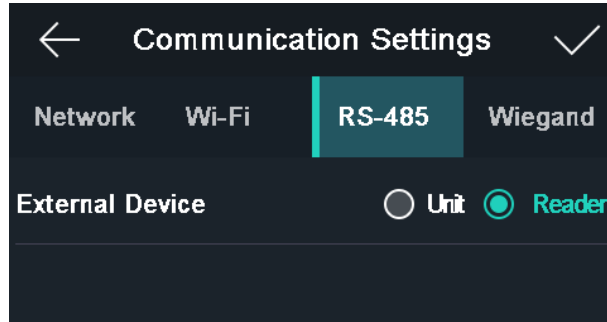 Communication Settings
Network Wi-Fi RS-485 Wiegand
External Device Unit Reader